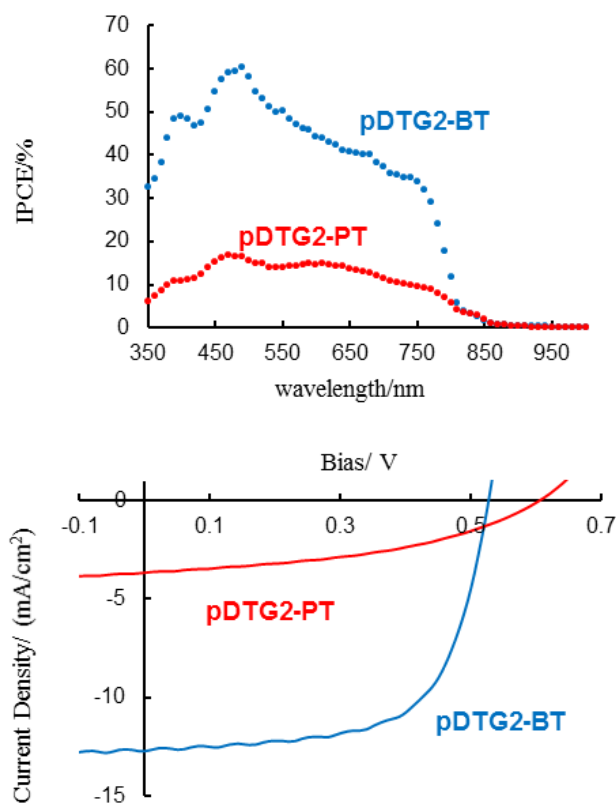 70
60
50
40
30
20
10
0
IPCE/%
pDTG2-BT
pDTG2-PT
350 450 550 650 750 850 950
wavelength/nm
Bias/ V
0
-5
-10
-15
-0.1 0.1 0.3 0.5 0.7
Current Density/ (mA/cm²)
pDTG2-PT
pDTG2-BT